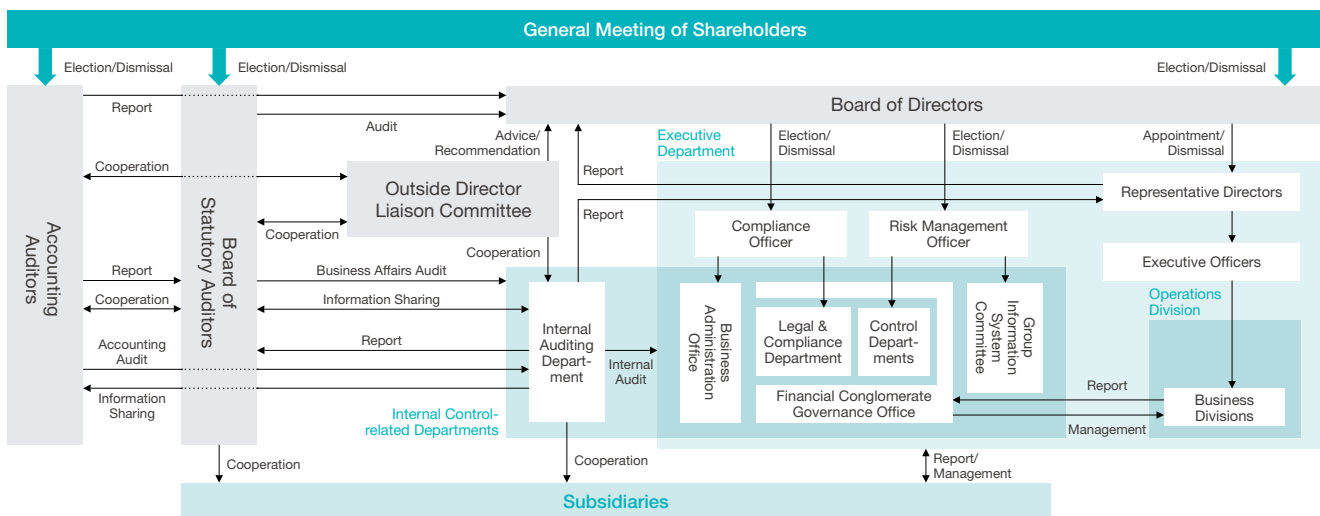 General Meeting of Shareholders
Election/Dismissal
Election/Dismissal
Election/Dismissal
Board of Directors
Report
Audit
Advice/
Recommendation
Executive
Department
Election/
Dismissal
Election/
Dismissal
Appointment/
Dismissal
Cooperation
Outside Director
Liaison Committee
Report
Representative Directors
Report
Cooperation
Compliance
Officer
Risk Management
Officer
Accounting
Auditors
Board of
Statutory Auditors
Cooperation
Executive Officers
Report
Business Affairs Audit
Cooperation
Information Sharing
Operations
Division
Internal
Auditing
Depart-
ment
Business
Administration
Office
Legal &
Compliance
Department
Control
Depart-
ments
Group
Information
System
Committee
Accounting
Audit
Report
Internal
Audit
Information
Sharing
Internal Control-
related Departments
Financial Conglomerate
Governance Office
Report
Management
Business
Divisions
Cooperation
Cooperation
Report/
Management
Subsidiaries